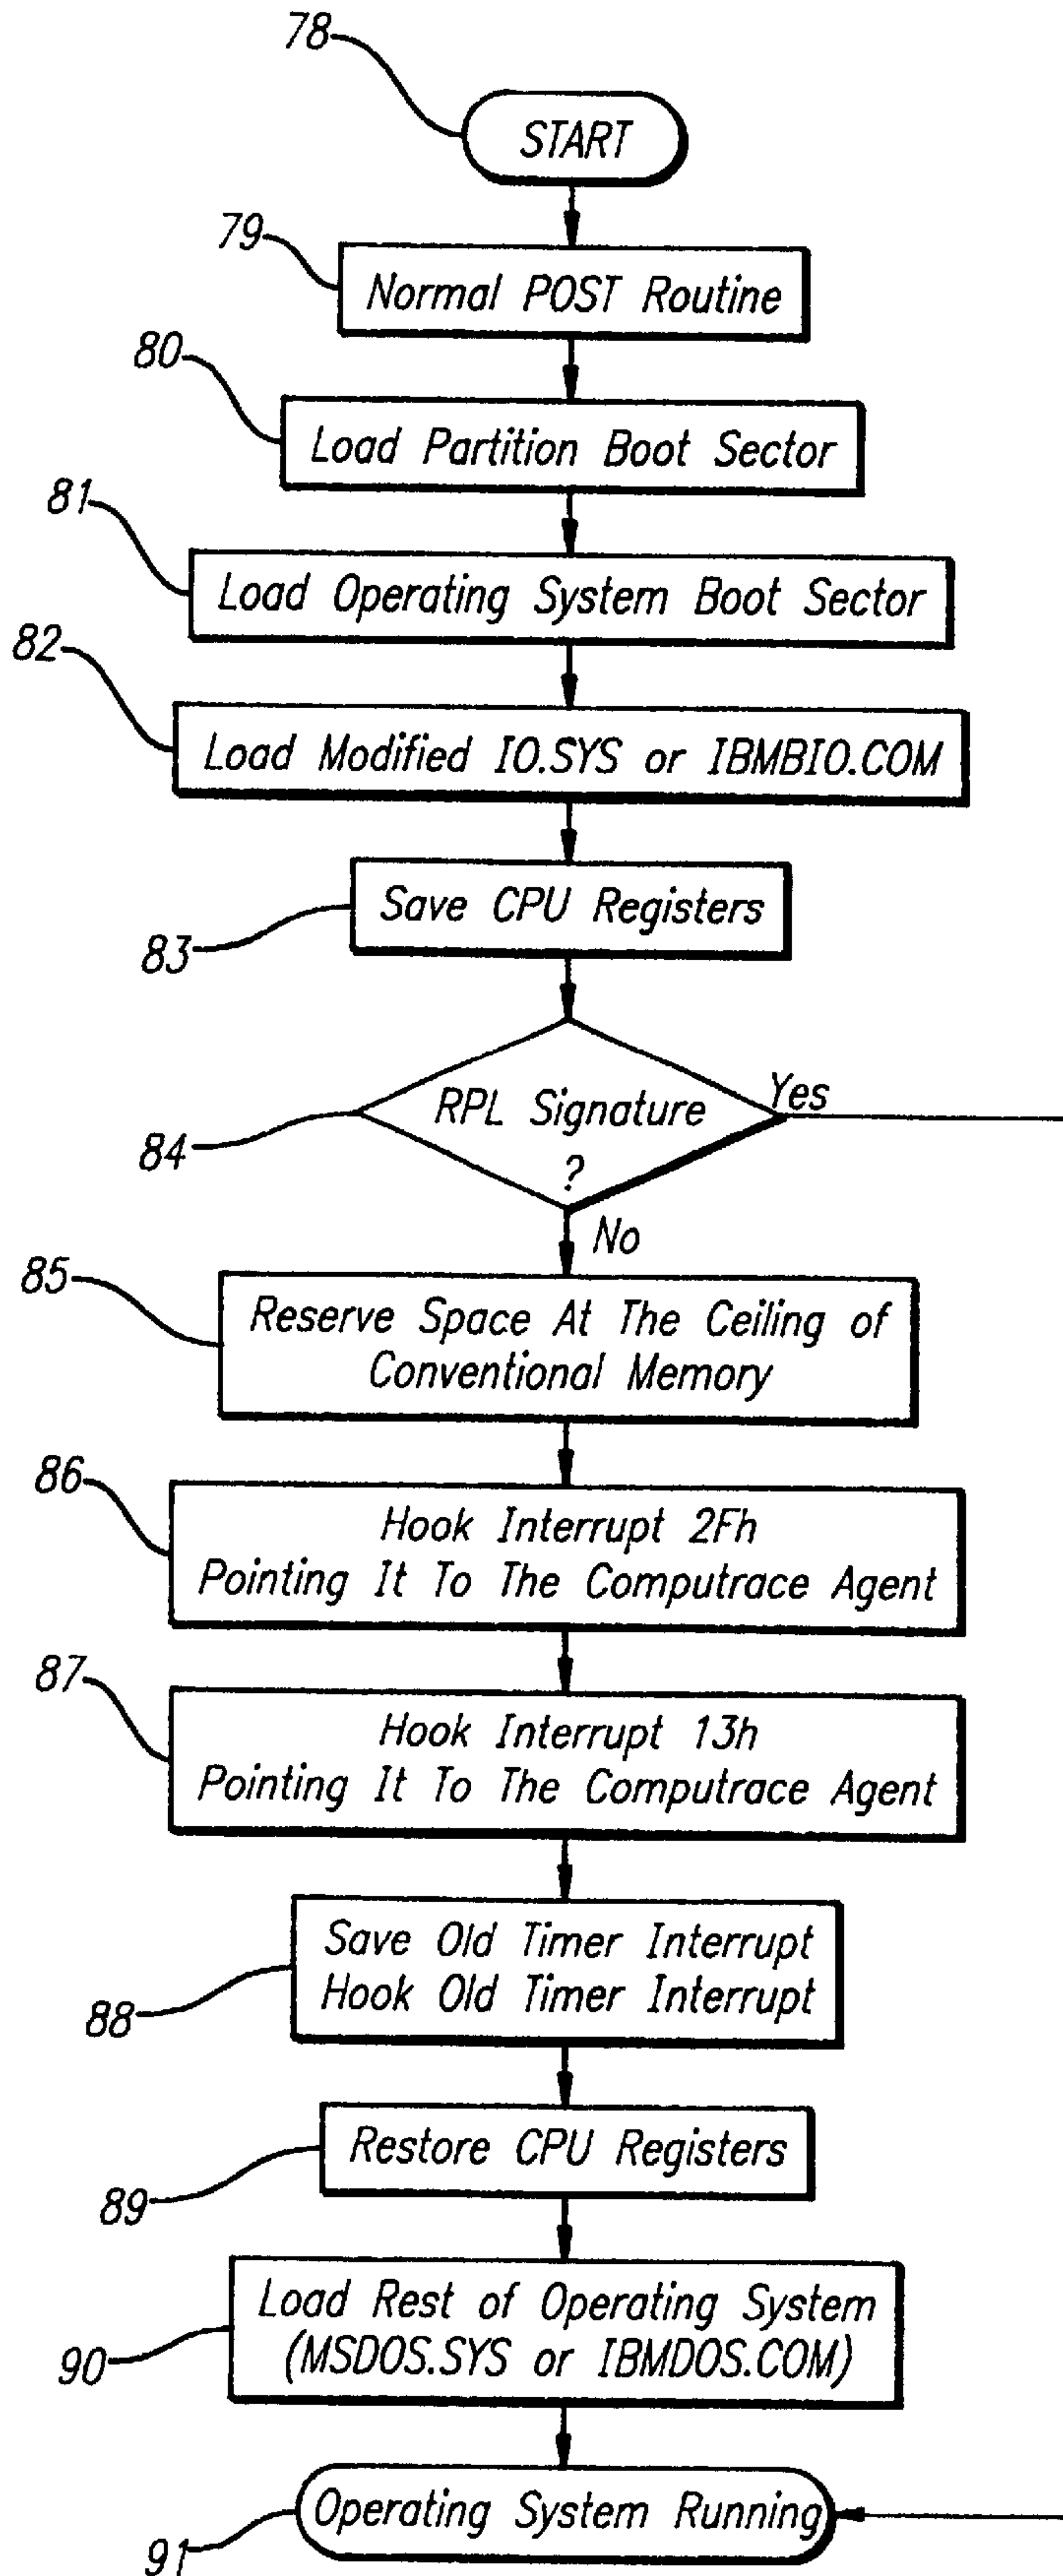 78
START
79
Normal POST Routine
80
Load Partition Boot Sector
81
Load Operating System Boot Sector
82
Load Modified IO.SYS or IBMBIO.COM
83
Save CPU Registers
84
RPL Signature
?
Yes
No
85
Reserve Space At The Ceiling of
Conventional Memory
86
Hook Interrupt 2Fh
Pointing It To The Computrace Agent
87
Hook Interrupt 13h
Pointing It To The Computrace Agent
88
Save Old Timer Interrupt
Hook Old Timer Interrupt
89
Restore CPU Registers
90
Load Rest of Operating System
(MSDOS.SYS or IBMDOS.COM)
91
Operating System Running